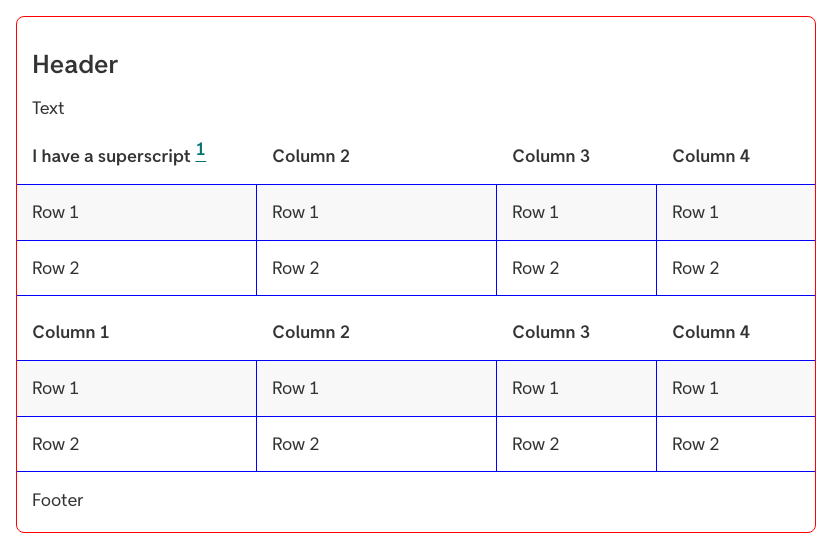 Header
Text
I have a superscript 1 Column 2 Column 3 Column 4
Row 1 Row 1 Row 1 Row 1
Row 2 Row 2 Row 2 Row 2
Column 1 Column 2 Column 3 Column 4
Row 1 Row 1 Row 1 Row 1
Row 2 Row 2 Row 2 Row 2
Footer